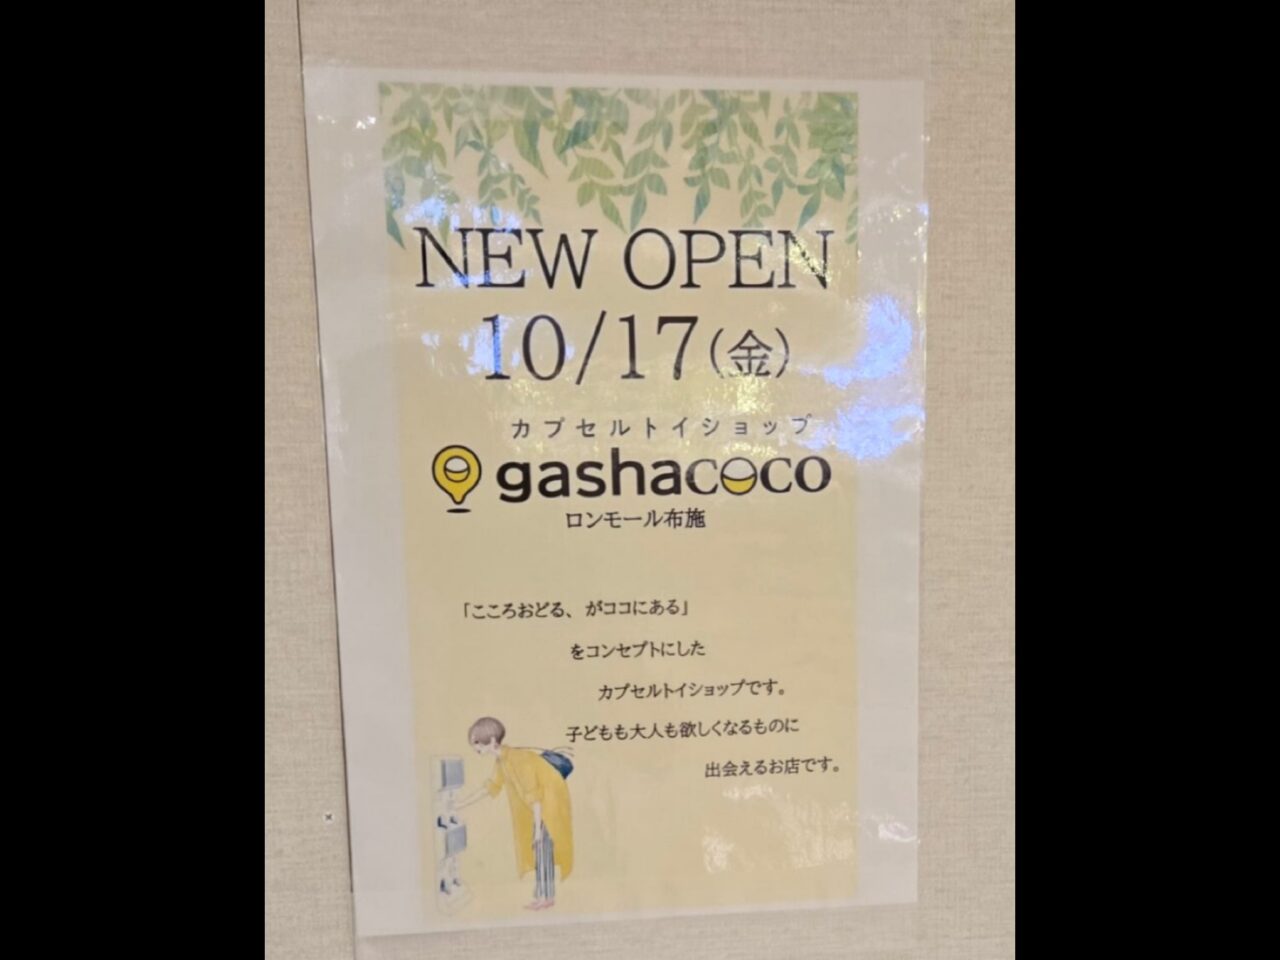 NEW OPEN
10/17(金)
カプセルトイショップ
gashacoco
ロンモール布施
「こころおどる、がココにある」
をコンセプトにした
カプセルトイショップです。
子どもも大人も欲しくなるものに
出会えるお店です。